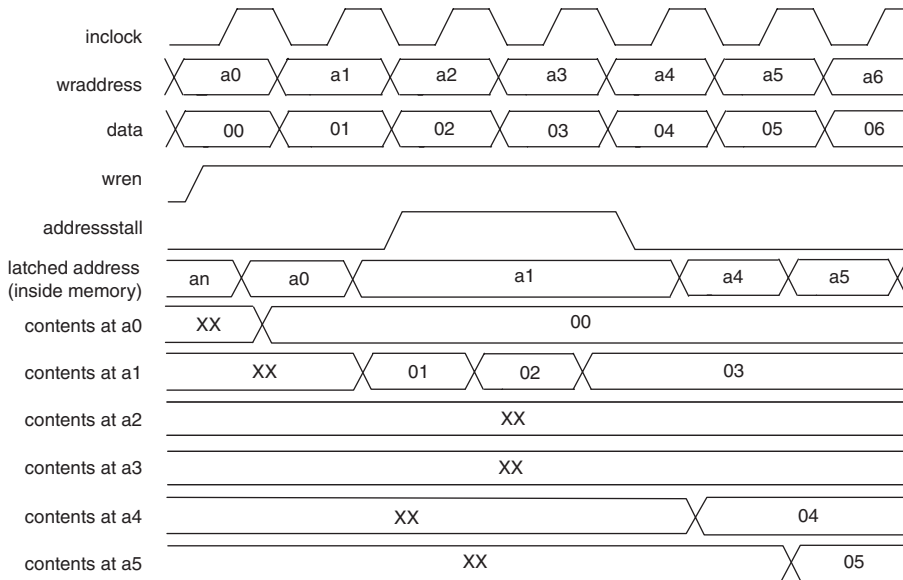 inclock
wraddress a0 a1 a2 a3 a4 a5 a6
data 00 01 02 03 04 05 06
wren
addressstall
latched address
(inside memory) an a0 a1 a4 a5
contents at a0 XX 00
contents at a1 XX 01 02 03
contents at a2 XX
contents at a3 XX
contents at a4 XX 04
contents at a5 XX 05